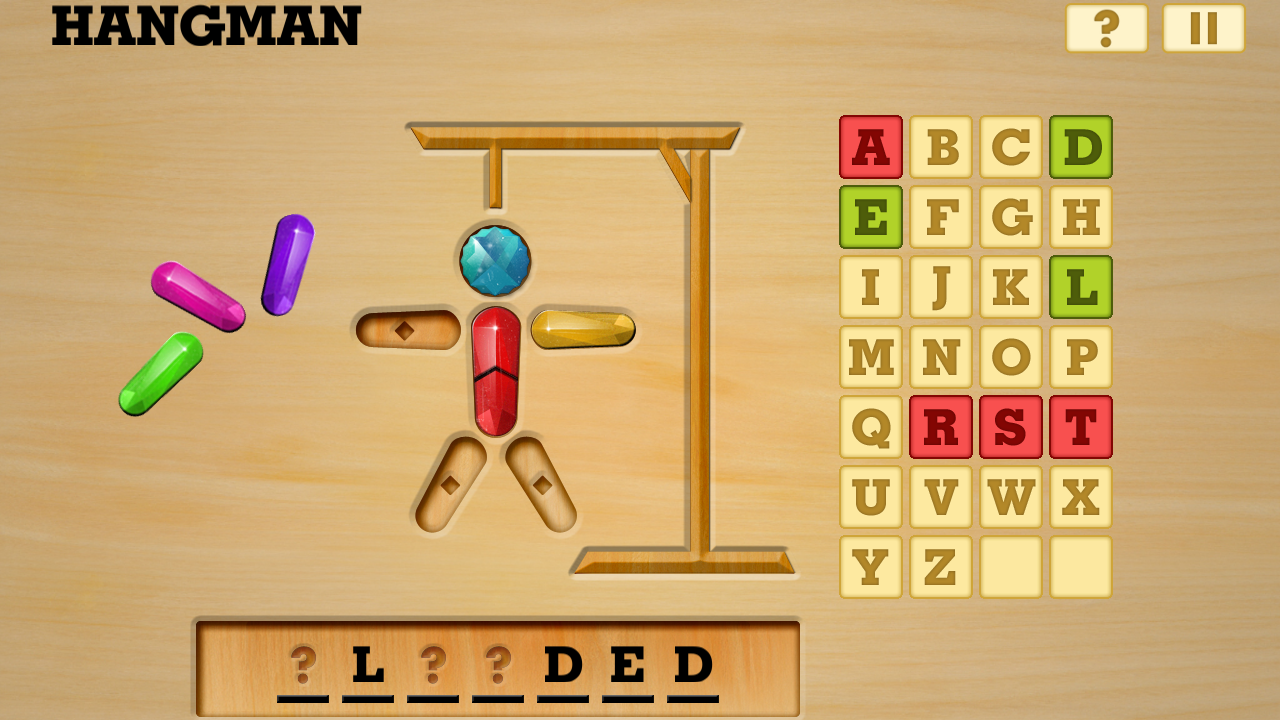 HANGMAN
?
A B C D
E F G H
I J K L
M N O P
Q R S T
U V W X
Y Z
? L ? ? D E D